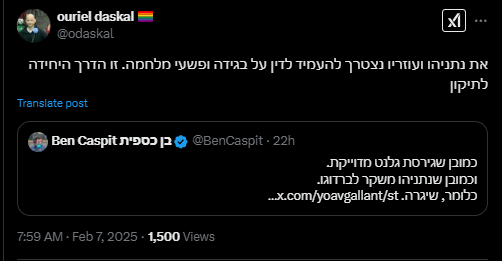 ouriel daskal 🏳️‍🌈
@odaskal
את נתניהו ועוזריו נצטרך להעמיד לדין על בגידה ופשעי מלחמה. זו הדרך היחידה
לתיקון
Translate post
Ben Caspit בן כספית @BenCaspit · 22h
כמובן שגירסת גלנט מדוייקת.
וכמובן שנתניהו משקר לברדוגו.
כלומר, שיגרה. x.com/yoavgallant/st...
7:59 AM · Feb 7, 2025 · 1,500 Views